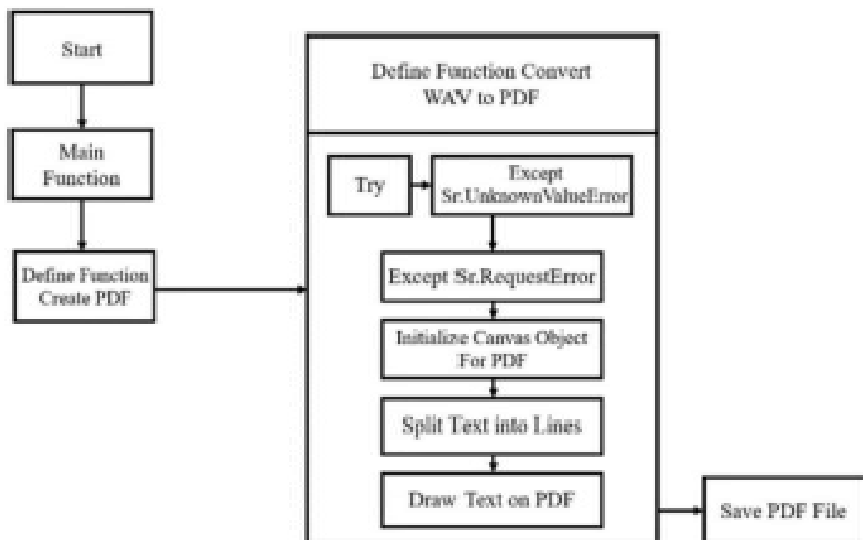 Start
Main
Function
Define Function
Create PDF
Define Function Convert
WAV to PDF
Try
Except
Sr.UnknownValueError
Except Sr.RequestError
Initialize Canvas Object
For PDF
Split Text into Lines
Draw Text on PDF
Save PDF File